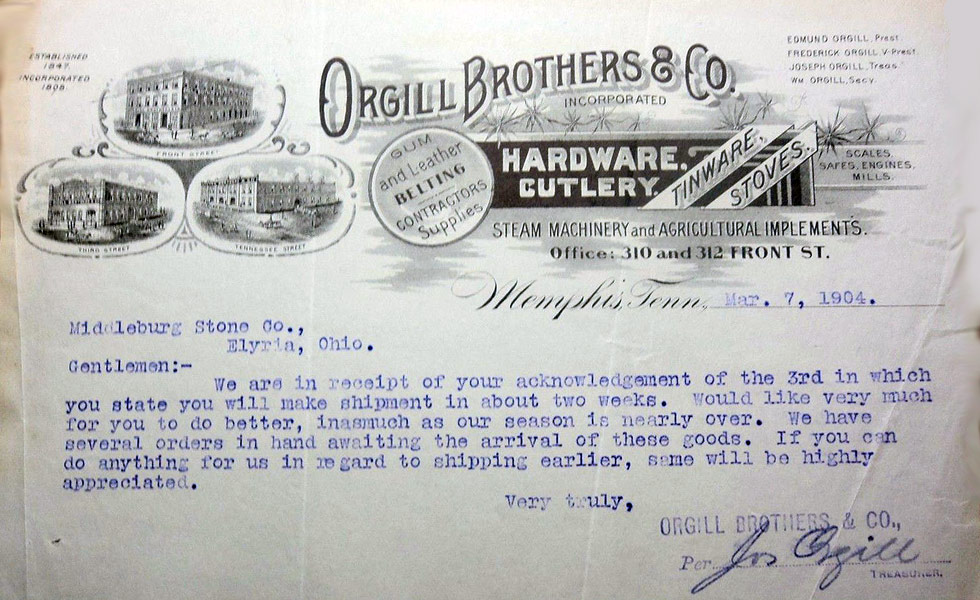 ESTABLISHED
1847.
INCORPORATED
1898.
FRONT STREET
THIRD STREET
TENNESSEE STREET
ORGILL BROTHERS & CO.
INCORPORATED
EDMUND ORGILL, Prest.
FREDERICK ORGILL, V-Prest.
JOSEPH ORGILL, Treas.
WM. ORGILL, Secy.
GUM
and Leather
BELTING
CONTRACTORS
Supplies
HARDWARE.
CUTLERY.
TINWARE,
STOVES.
SCALES,
SAFES, ENGINES,
MILLS.
STEAM MACHINERY and AGRICULTURAL IMPLEMENTS.
Office: 310 and 312 FRONT ST.
Memphis, Tenn., Mar. 7, 1904.
Middleburg Stone Co.,
Elyria, Ohio.
Gentlemen:-
We are in receipt of your acknowledgement of the 3rd in which
you state you will make shipment in about two weeks. Would like very much
for you to do better, inasmuch as our season is nearly over. We have
several orders in hand awaiting the arrival of these goods. If you can
do anything for us in regard to shipping earlier, same will be highly
appreciated.
Very truly,
ORGILL BROTHERS & CO.,
Per Jos Orgill
TREASURER.